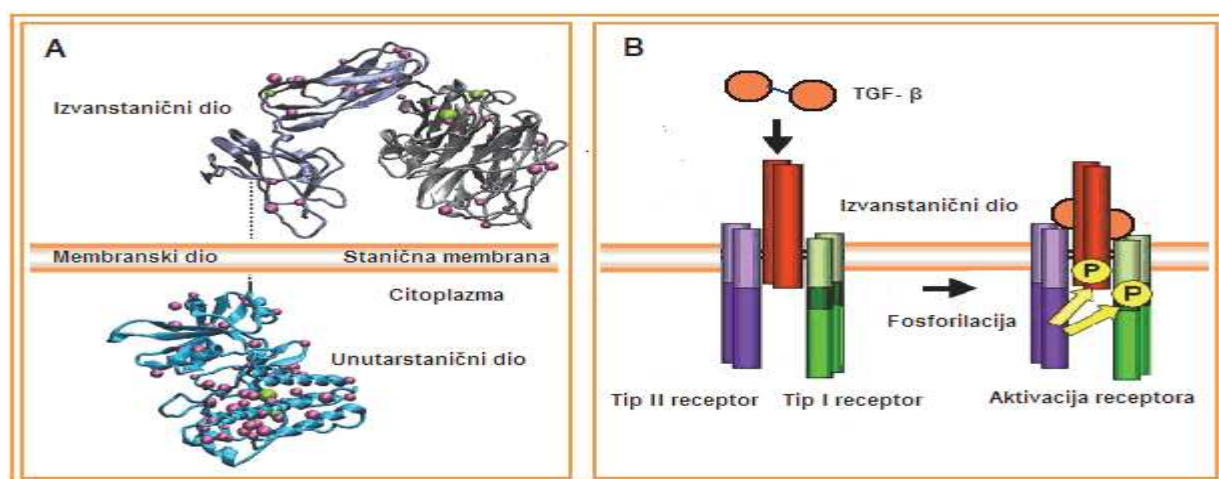 A
Izvanstanični dio
Membranski dio
Stanična membrana
Citoplazma
Unutarstanični dio
B
TGF- β
Izvanstanični dio
P
P
Fosforilacija
Tip II receptor
Tip I receptor
Aktivacija receptora